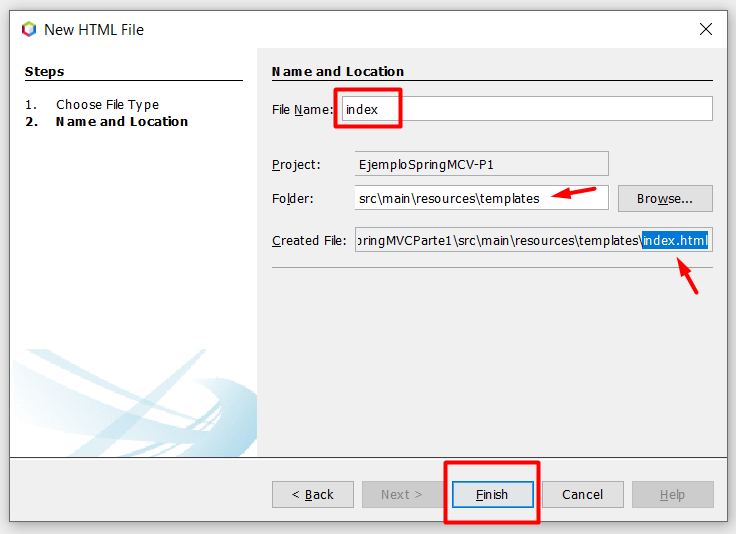 New HTML File
Steps
1. Choose File Type
2. Name and Location
Name and Location
File Name: index
Project: EjemploSpringMCV-P1
Folder: src\main\resources\templates Browse...
Created File: pringMVCParte1\src\main\resources\templates\index.html
< Back Next > Finish Cancel Help